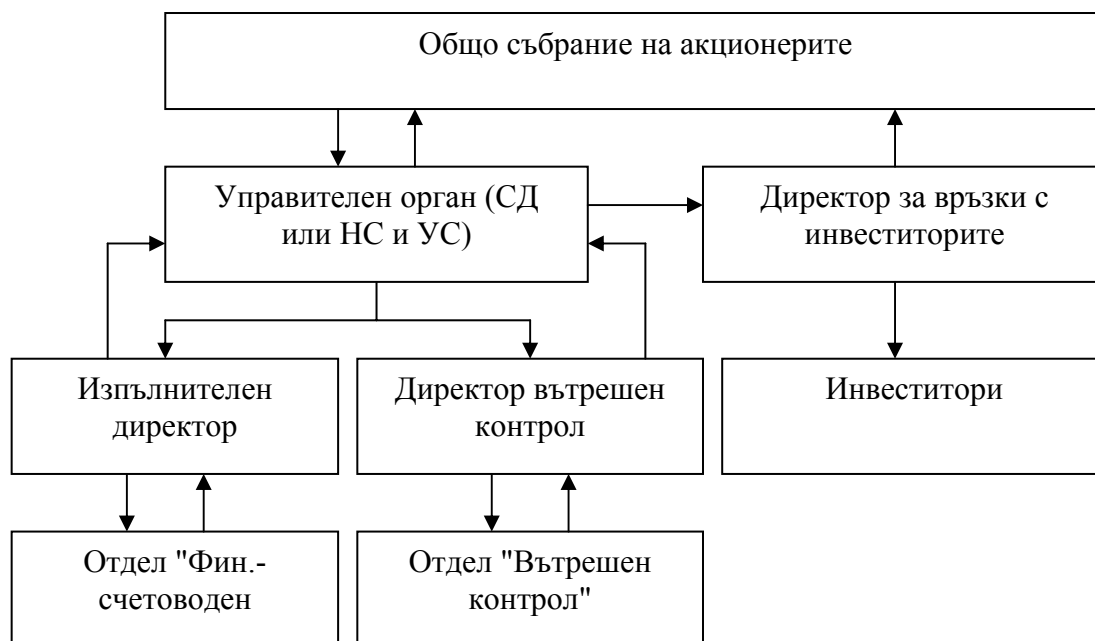 Общо събрание на акционерите
Управителен орган (СД
или НС и УС)
Директор за връзки с
инвеститорите
Изпълнителен
директор
Директор вътрешен
контрол
Инвеститори
Отдел "Фин.-
счетоводен
Отдел "Вътрешен
контрол"